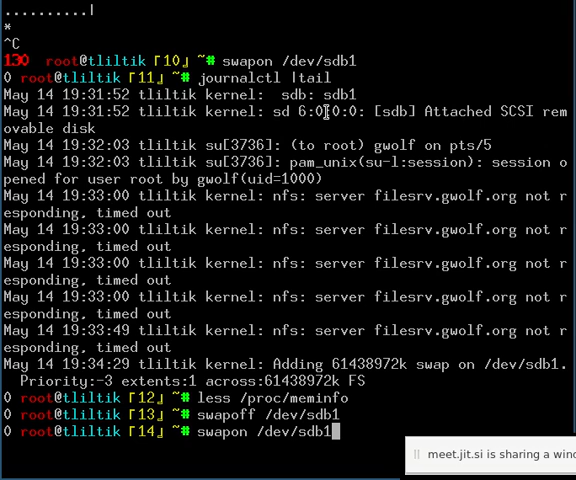 ..........|
*
^C
130 root@tliltik 『10』 ~# swapon /dev/sdb1
0 root@tliltik 『11』 ~# journalctl |tail
May 14 19:31:52 tliltik kernel:  sdb: sdb1
May 14 19:31:52 tliltik kernel: sd 6:0:0:0: [sdb] Attached SCSI rem
ovable disk
May 14 19:32:03 tliltik su[3736]: (to root) gwolf on pts/5
May 14 19:32:03 tliltik su[3736]: pam_unix(su-l:session): session o
pened for user root by gwolf(uid=1000)
May 14 19:33:00 tliltik kernel: nfs: server filesrv.gwolf.org not r
esponding, timed out
May 14 19:33:00 tliltik kernel: nfs: server filesrv.gwolf.org not r
esponding, timed out
May 14 19:33:00 tliltik kernel: nfs: server filesrv.gwolf.org not r
esponding, timed out
May 14 19:33:00 tliltik kernel: nfs: server filesrv.gwolf.org not r
esponding, timed out
May 14 19:33:49 tliltik kernel: nfs: server filesrv.gwolf.org not r
esponding, timed out
May 14 19:34:29 tliltik kernel: Adding 61438972k swap on /dev/sdb1.
  Priority:-3 extents:1 across:61438972k FS
0 root@tliltik 『12』 ~# less /proc/meminfo
0 root@tliltik 『13』 ~# swapoff /dev/sdb1
0 root@tliltik 『14』 ~# swapon /dev/sdb1
meet.jit.si is sharing a wind